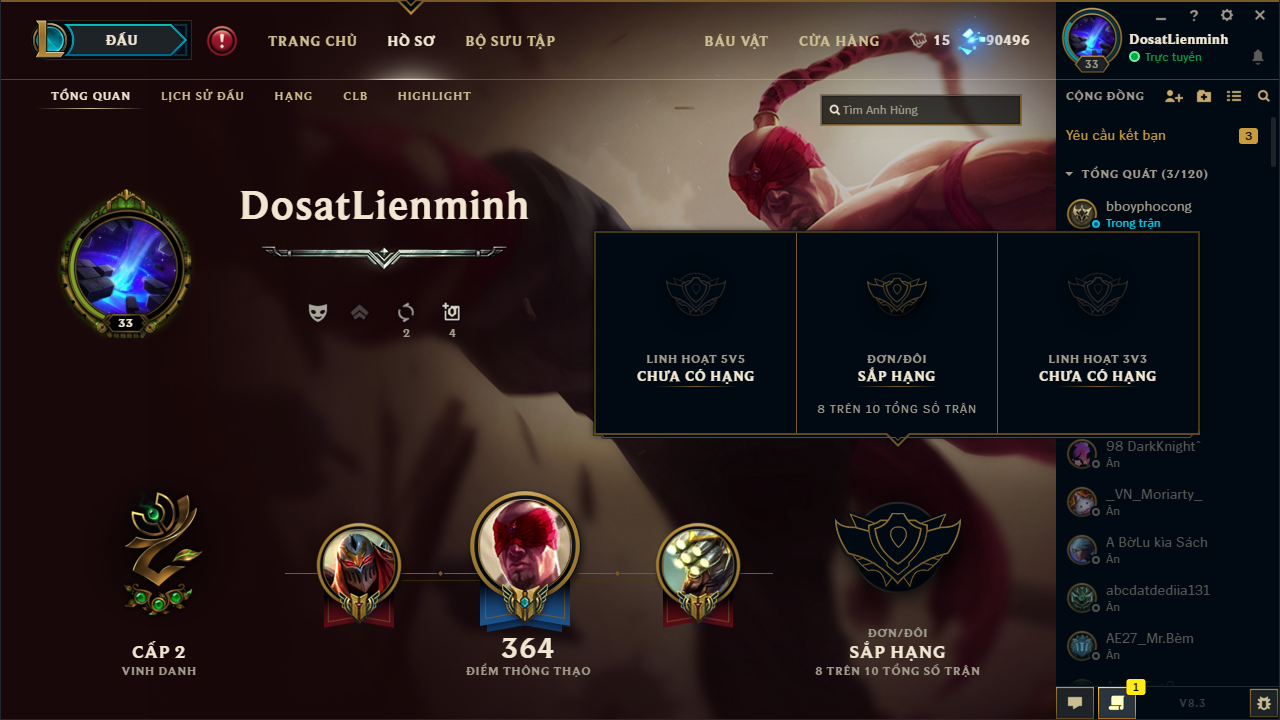 ĐẤU
!
TRANG CHỦ
HỒ SƠ
BỘ SƯU TẬP
BÁU VẬT
CỬA HÀNG
15
90496
?
DosatLienminh
Trực tuyến
33
TỔNG QUAN
LỊCH SỬ ĐẤU
HẠNG
CLB
HIGHLIGHT
Tìm Anh Hùng
CỘNG ĐỒNG
Yêu cầu kết bạn
3
TỔNG QUÁT (3/120)
bboyphocong
Trong trận
DosatLienminh
33
2
4
LINH HOẠT 5V5
CHƯA CÓ HẠNG
ĐƠN/ĐÔI
SẮP HẠNG
8 TRÊN 10 TỔNG SỐ TRẬN
LINH HOẠT 3V3
CHƯA CÓ HẠNG
98 DarkKnight^
Ẩn
_VN_Moriarty_
Ẩn
A BờLu kìa Sách
Ẩn
abcdatdediia131
Ẩn
AE27_Mr.Bèm
Ẩn
CẤP 2
VINH DANH
364
ĐIỂM THÔNG THẠO
ĐƠN/ĐÔI
SẮP HẠNG
8 TRÊN 10 TỔNG SỐ TRẬN
1
V8.3